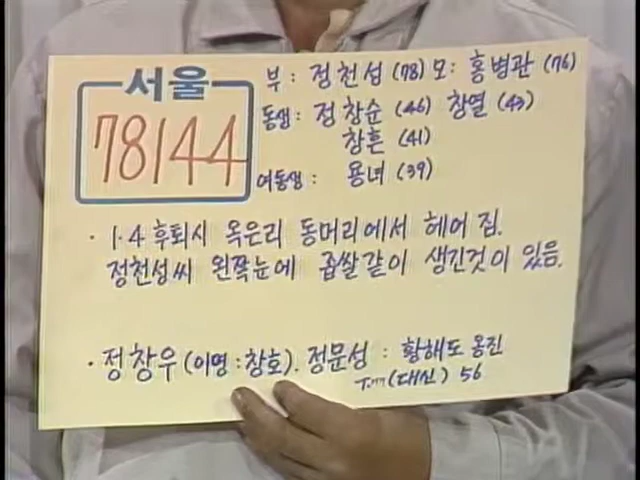 서울
78144
부 : 정천섭 (78) 모 : 홍병관 (76)
동생 : 정창순 (46) 창열 (43)
창흔 (41)
여동생 : 용녀 (39)
· 1.4 후퇴시 옥은리 동머리에서 헤어 짐.
정천성씨 왼쪽눈에 좁쌀같이 생긴것이 있음.
· 정창우 (이명 : 창호). 정문성 : 황해도 옹진
(대신) 56